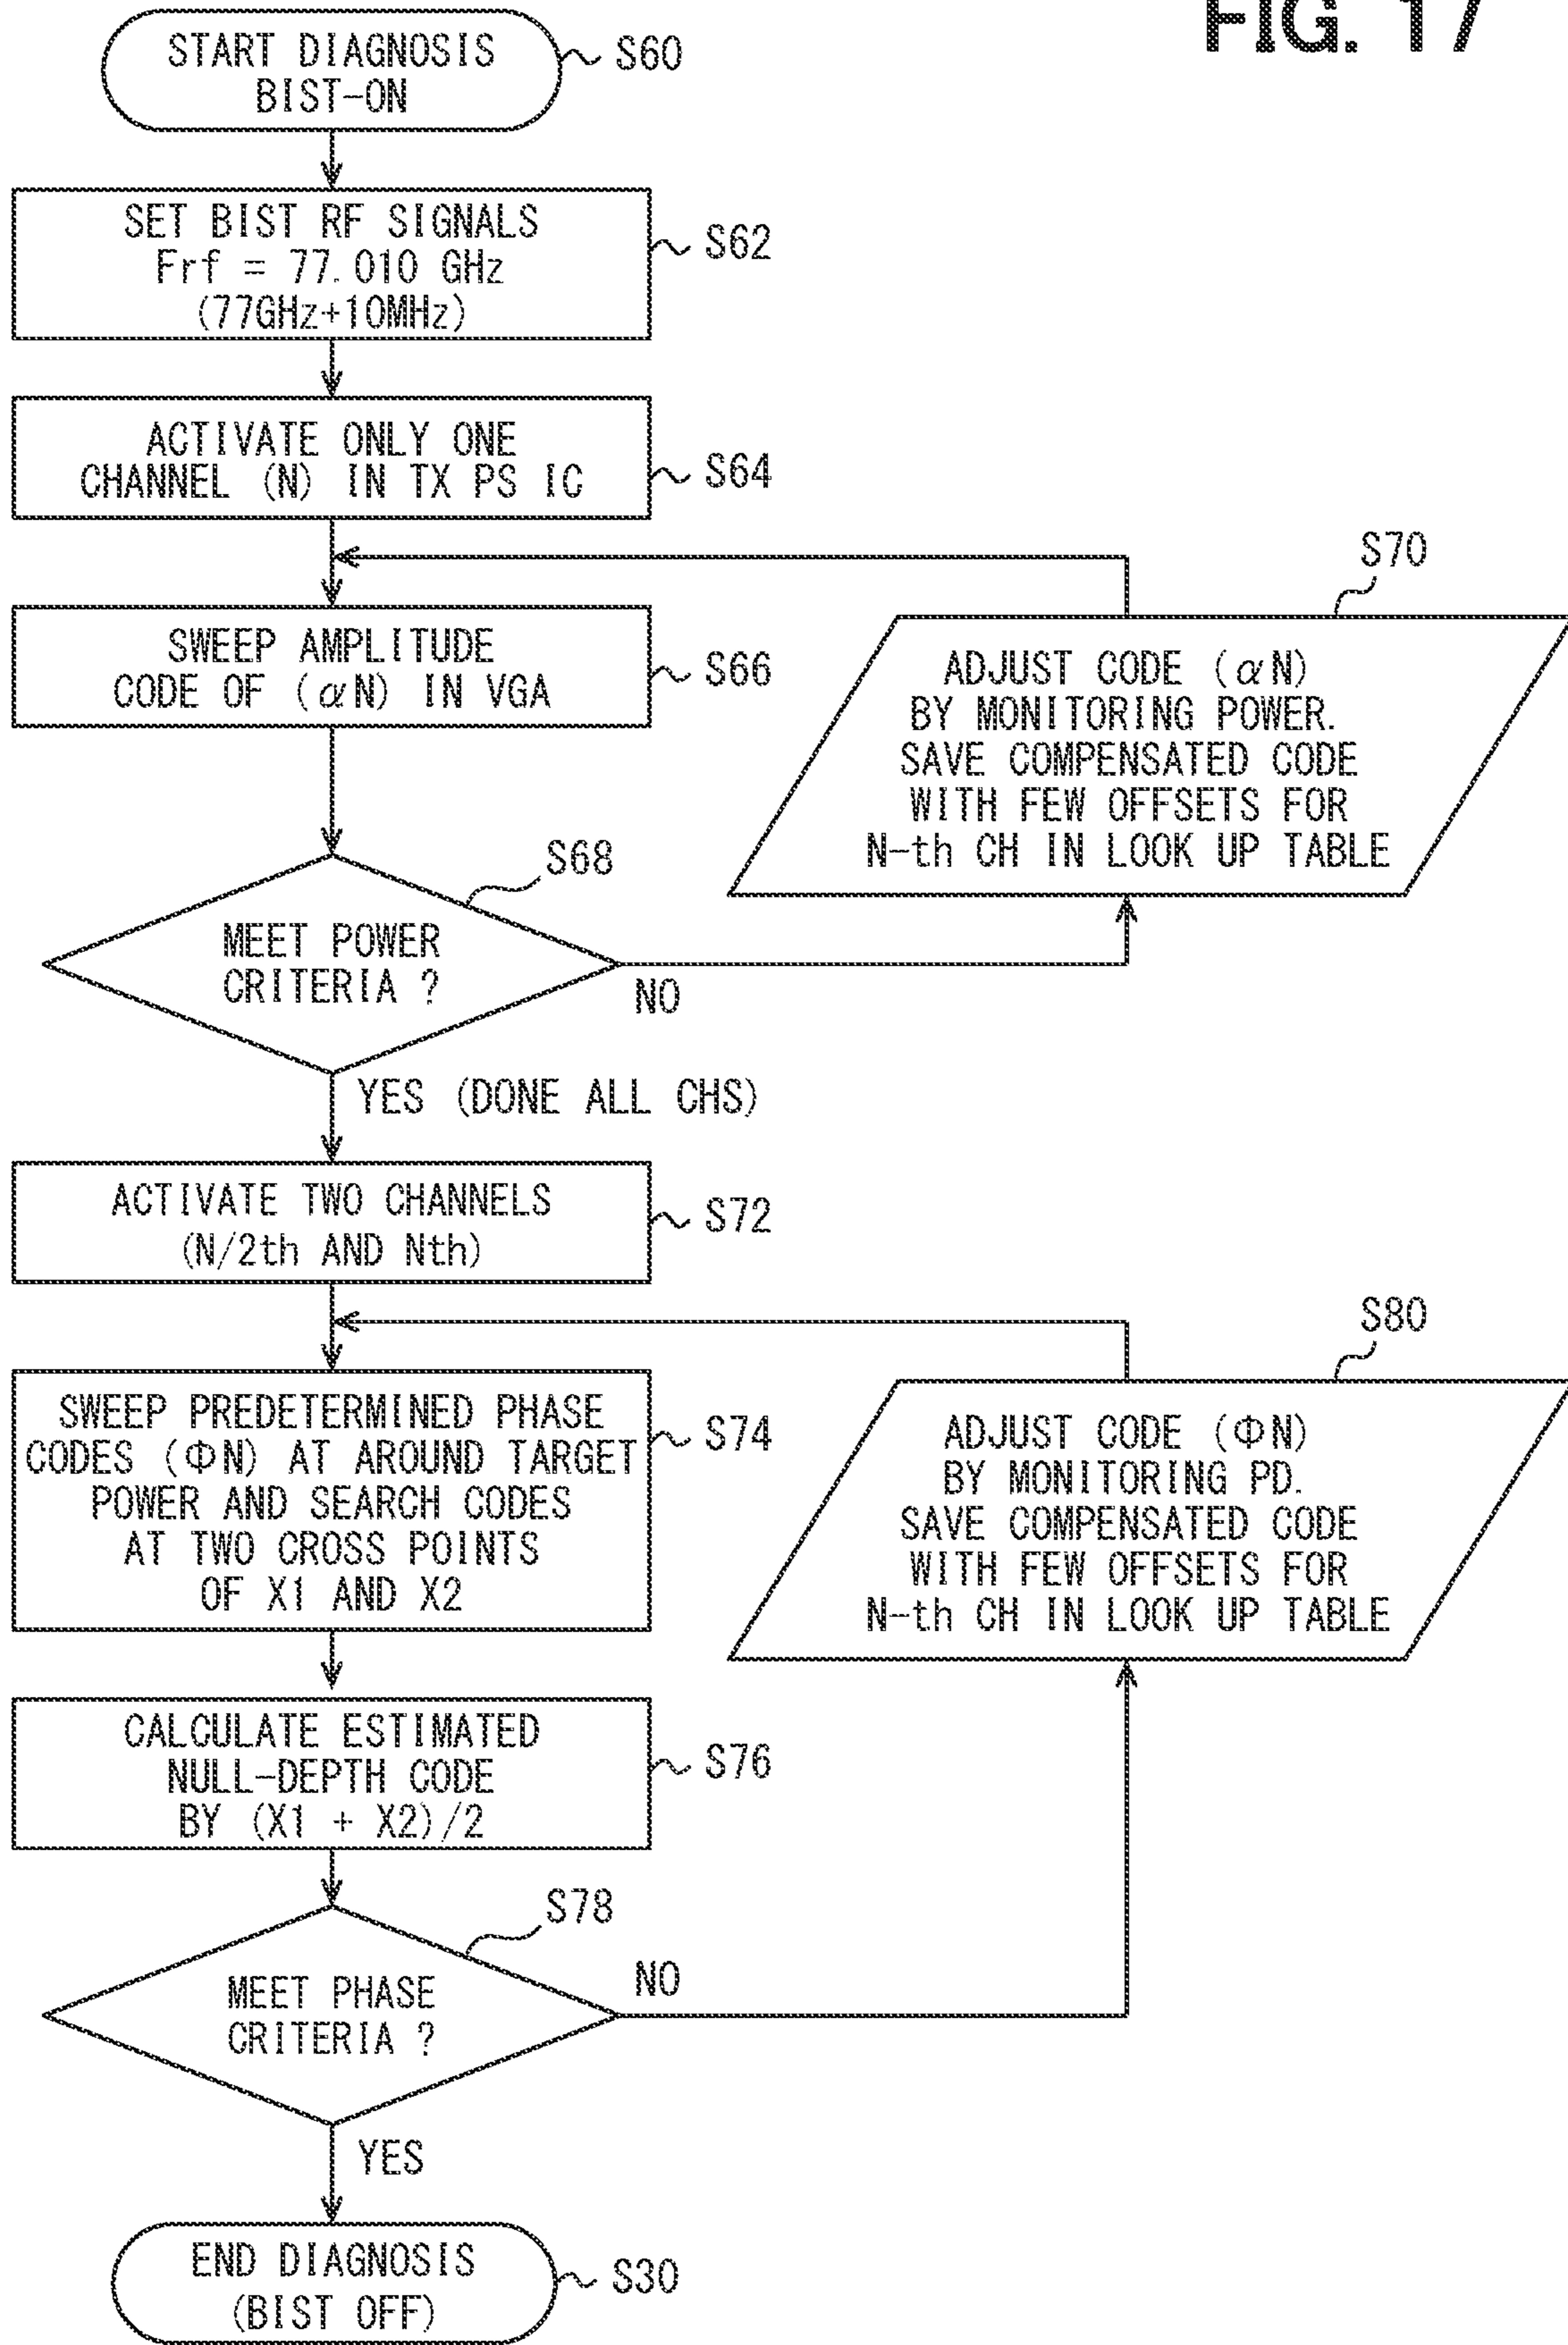 FIG. 17
START DIAGNOSIS
BIST-ON
S60
SET BIST RF SIGNALS
Frf = 77.010 GHz
(77GHz+10MHz)
S62
ACTIVATE ONLY ONE
CHANNEL (N) IN TX PS IC
S64
SWEEP AMPLITUDE
CODE OF (αN) IN VGA
S66
S70
ADJUST CODE (αN)
BY MONITORING POWER.
SAVE COMPENSATED CODE
WITH FEW OFFSETS FOR
N-th CH IN LOOK UP TABLE
S68
MEET POWER
CRITERIA ?
NO
YES (DONE ALL CHS)
ACTIVATE TWO CHANNELS
(N/2th AND Nth)
S72
SWEEP PREDETERMINED PHASE
CODES (ΦN) AT AROUND TARGET
POWER AND SEARCH CODES
AT TWO CROSS POINTS
OF X1 AND X2
S74
S80
ADJUST CODE (ΦN)
BY MONITORING PD.
SAVE COMPENSATED CODE
WITH FEW OFFSETS FOR
N-th CH IN LOOK UP TABLE
CALCULATE ESTIMATED
NULL-DEPTH CODE
BY (X1 + X2)/2
S76
S78
MEET PHASE
CRITERIA ?
NO
YES
END DIAGNOSIS
(BIST OFF)
S30